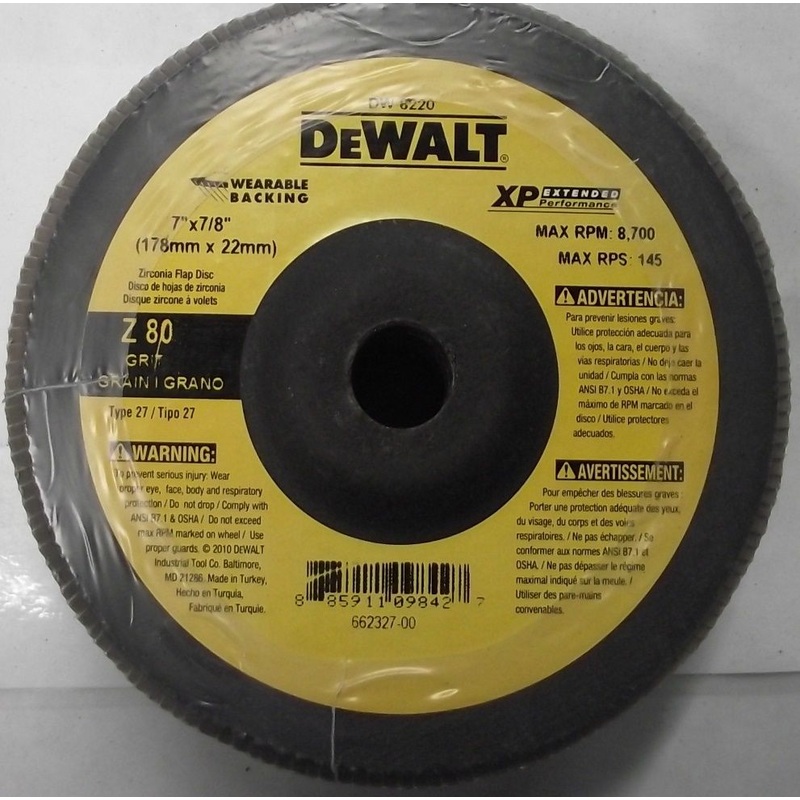 DW 8220
DEWALT®
WEARABLE
BACKING
7"x7/8"
(178mm x 22mm)
Zirconia Flap Disc
Disco de hojas de zirconia
Disque zircone à volets
Z 80
GRIT
GRAIN | GRANO
Type 27 / Tipo 27
WARNING:
To prevent serious injury: Wear
proper eye, face, body and respiratory
protection / Do not drop / Comply with
ANSI B7.1 & OSHA / Do not exceed
max RPM marked on wheel / Use
proper guards. © 2010 DEWALT
Industrial Tool Co. Baltimore,
MD 21286. Made in Turkey,
Hecho en Turquía,
Fabriqué en Turquie.
XP EXTENDED
Performance
MAX RPM: 8,700
MAX RPS: 145
ADVERTENCIA:
Para prevenir lesiones graves:
Utilice protección adecuada para
los ojos, la cara, el cuerpo y las
vías respiratorias / No deja caer la
unidad / Cumpla con las normas
ANSI B7.1 y OSHA / No exceda el
máximo de RPM marcado en el
disco / Utilice protectores
adecuados.
AVERTISSEMENT:
Pour empécher des blessures graves :
Porter une protection adéquate des yeux,
du visage, du corps et des voies
respiratoires. / Ne pas échapper. / Se
conformer aux normes ANSI B7.1 et
OSHA. / Ne pas dépasser le régime
maximal indiqué sur la meule. /
Utiliser des pare-mains
convenables.
8 85911 09842 7
662327-00